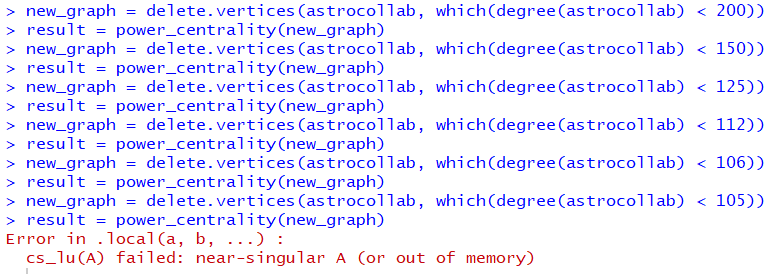 > new_graph = delete.vertices(astrocollab, which(degree(astrocollab) < 200))
> result = power_centrality(new_graph)
> new_graph = delete.vertices(astrocollab, which(degree(astrocollab) < 150))
> result = power_centrality(new_graph)
> new_graph = delete.vertices(astrocollab, which(degree(astrocollab) < 125))
> result = power_centrality(new_graph)
> new_graph = delete.vertices(astrocollab, which(degree(astrocollab) < 112))
> result = power_centrality(new_graph)
> new_graph = delete.vertices(astrocollab, which(degree(astrocollab) < 106))
> result = power_centrality(new_graph)
> new_graph = delete.vertices(astrocollab, which(degree(astrocollab) < 105))
> result = power_centrality(new_graph)
Error in .local(a, b, ...) :
  cs_lu(A) failed: near-singular A (or out of memory)